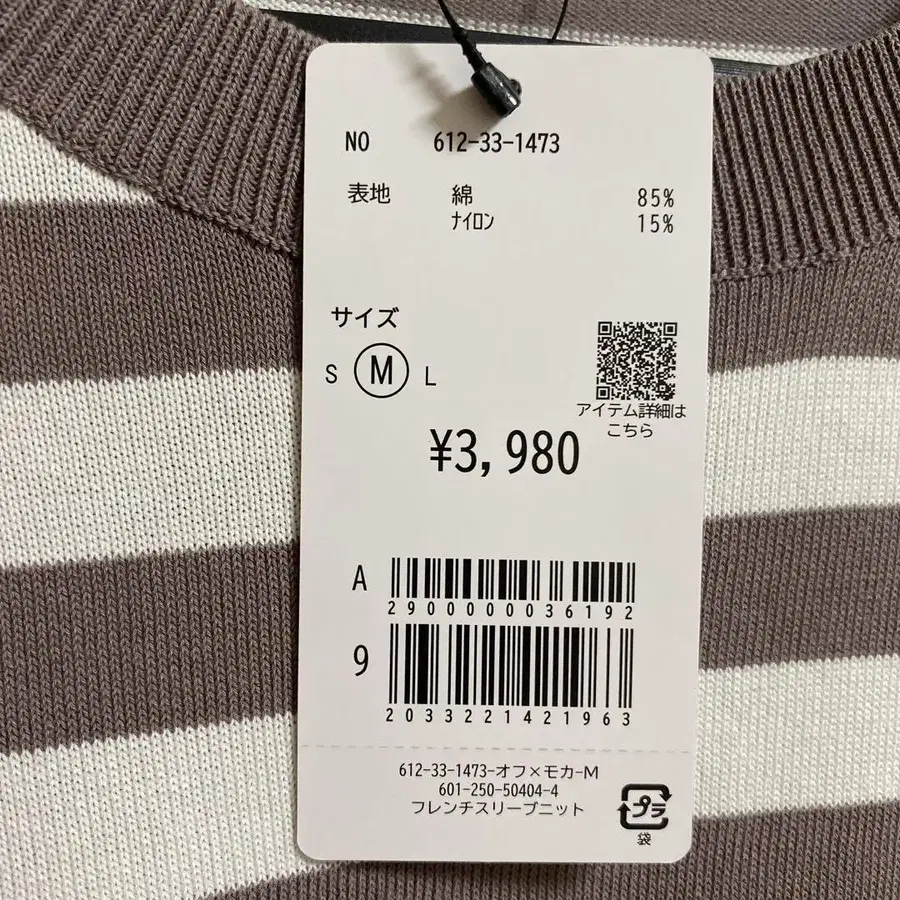 NO 612-33-1473
表地 綿 85%
ﾅｲﾛﾝ 15%
サイズ
S M L
アイテム詳細は
こちら
¥3,980
A
2900000036192
9
2033221421963
612-33-1473-オフ×モカ-M
601-250-50404-4
フレンチスリーブニット
プラ
袋